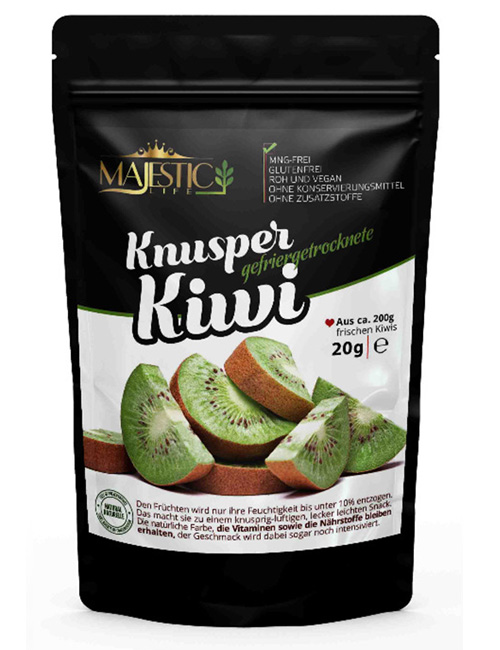 MAJESTIC
LIFE
MNG-FREI
GLUTENFREI
ROH UND VEGAN
OHNE KONSERVIERUNGSMITTEL
OHNE ZUSATZSTOFFE
Knusper
gefriergetrocknete
Kiwi
Aus ca. 200g
frischen Kiwis
20g ℮
Den Früchten wird nur ihre Feuchtigkeit bis unter 10% entzogen.
Das macht sie zu einem knusprig-luftigen, lecker leichten Snack.
Die natürliche Farbe, die Vitaminen sowie die Nährstoffe bleiben
erhalten, der Geschmack wird dabei sogar noch intensiviert.